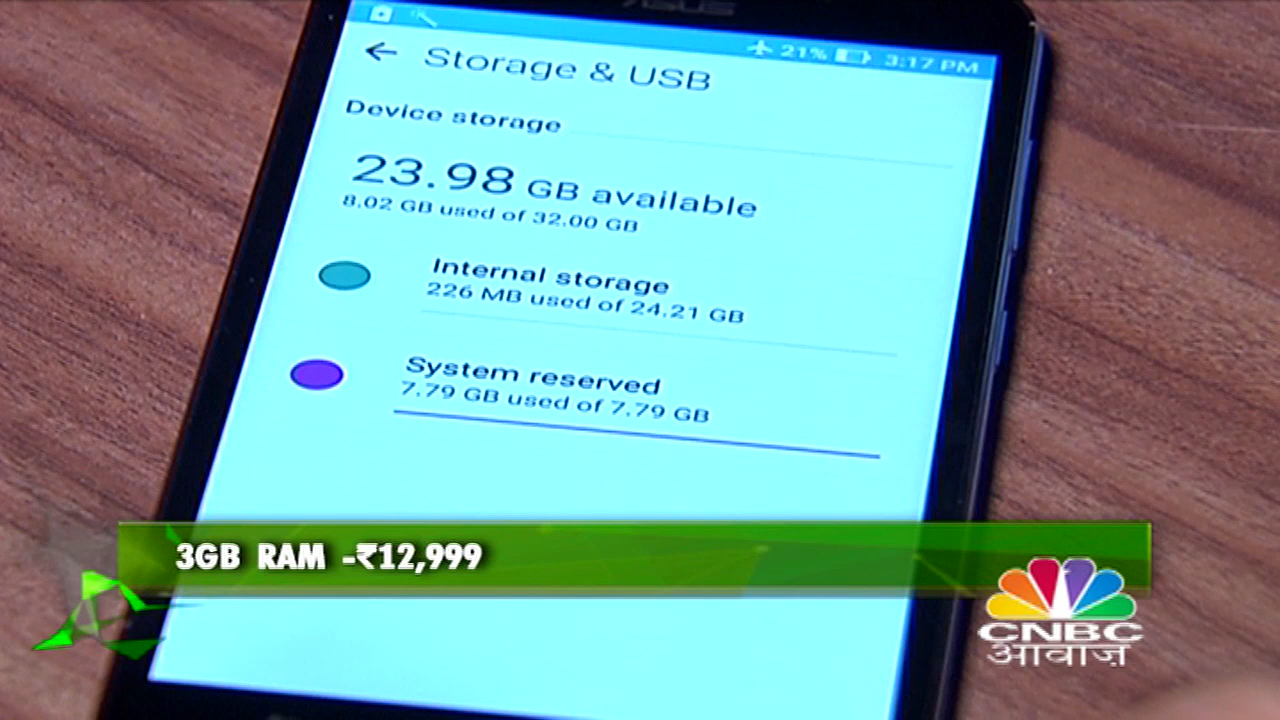 ASUS
21% 3:17 PM
Storage & USB
Device storage
23.98 GB available
8.02 GB used of 32.00 GB
Internal storage
226 MB used of 24.21 GB
System reserved
7.79 GB used of 7.79 GB
3GB RAM -₹12,999
CNBC
आवाज़